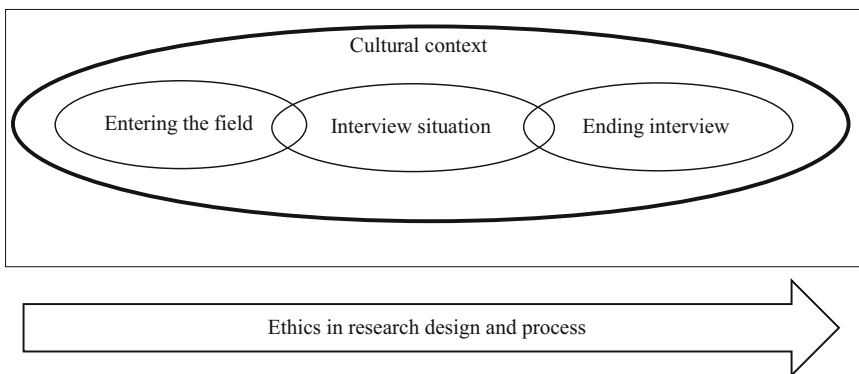 Cultural context
Entering the field
Interview situation
Ending interview
Ethics in research design and process